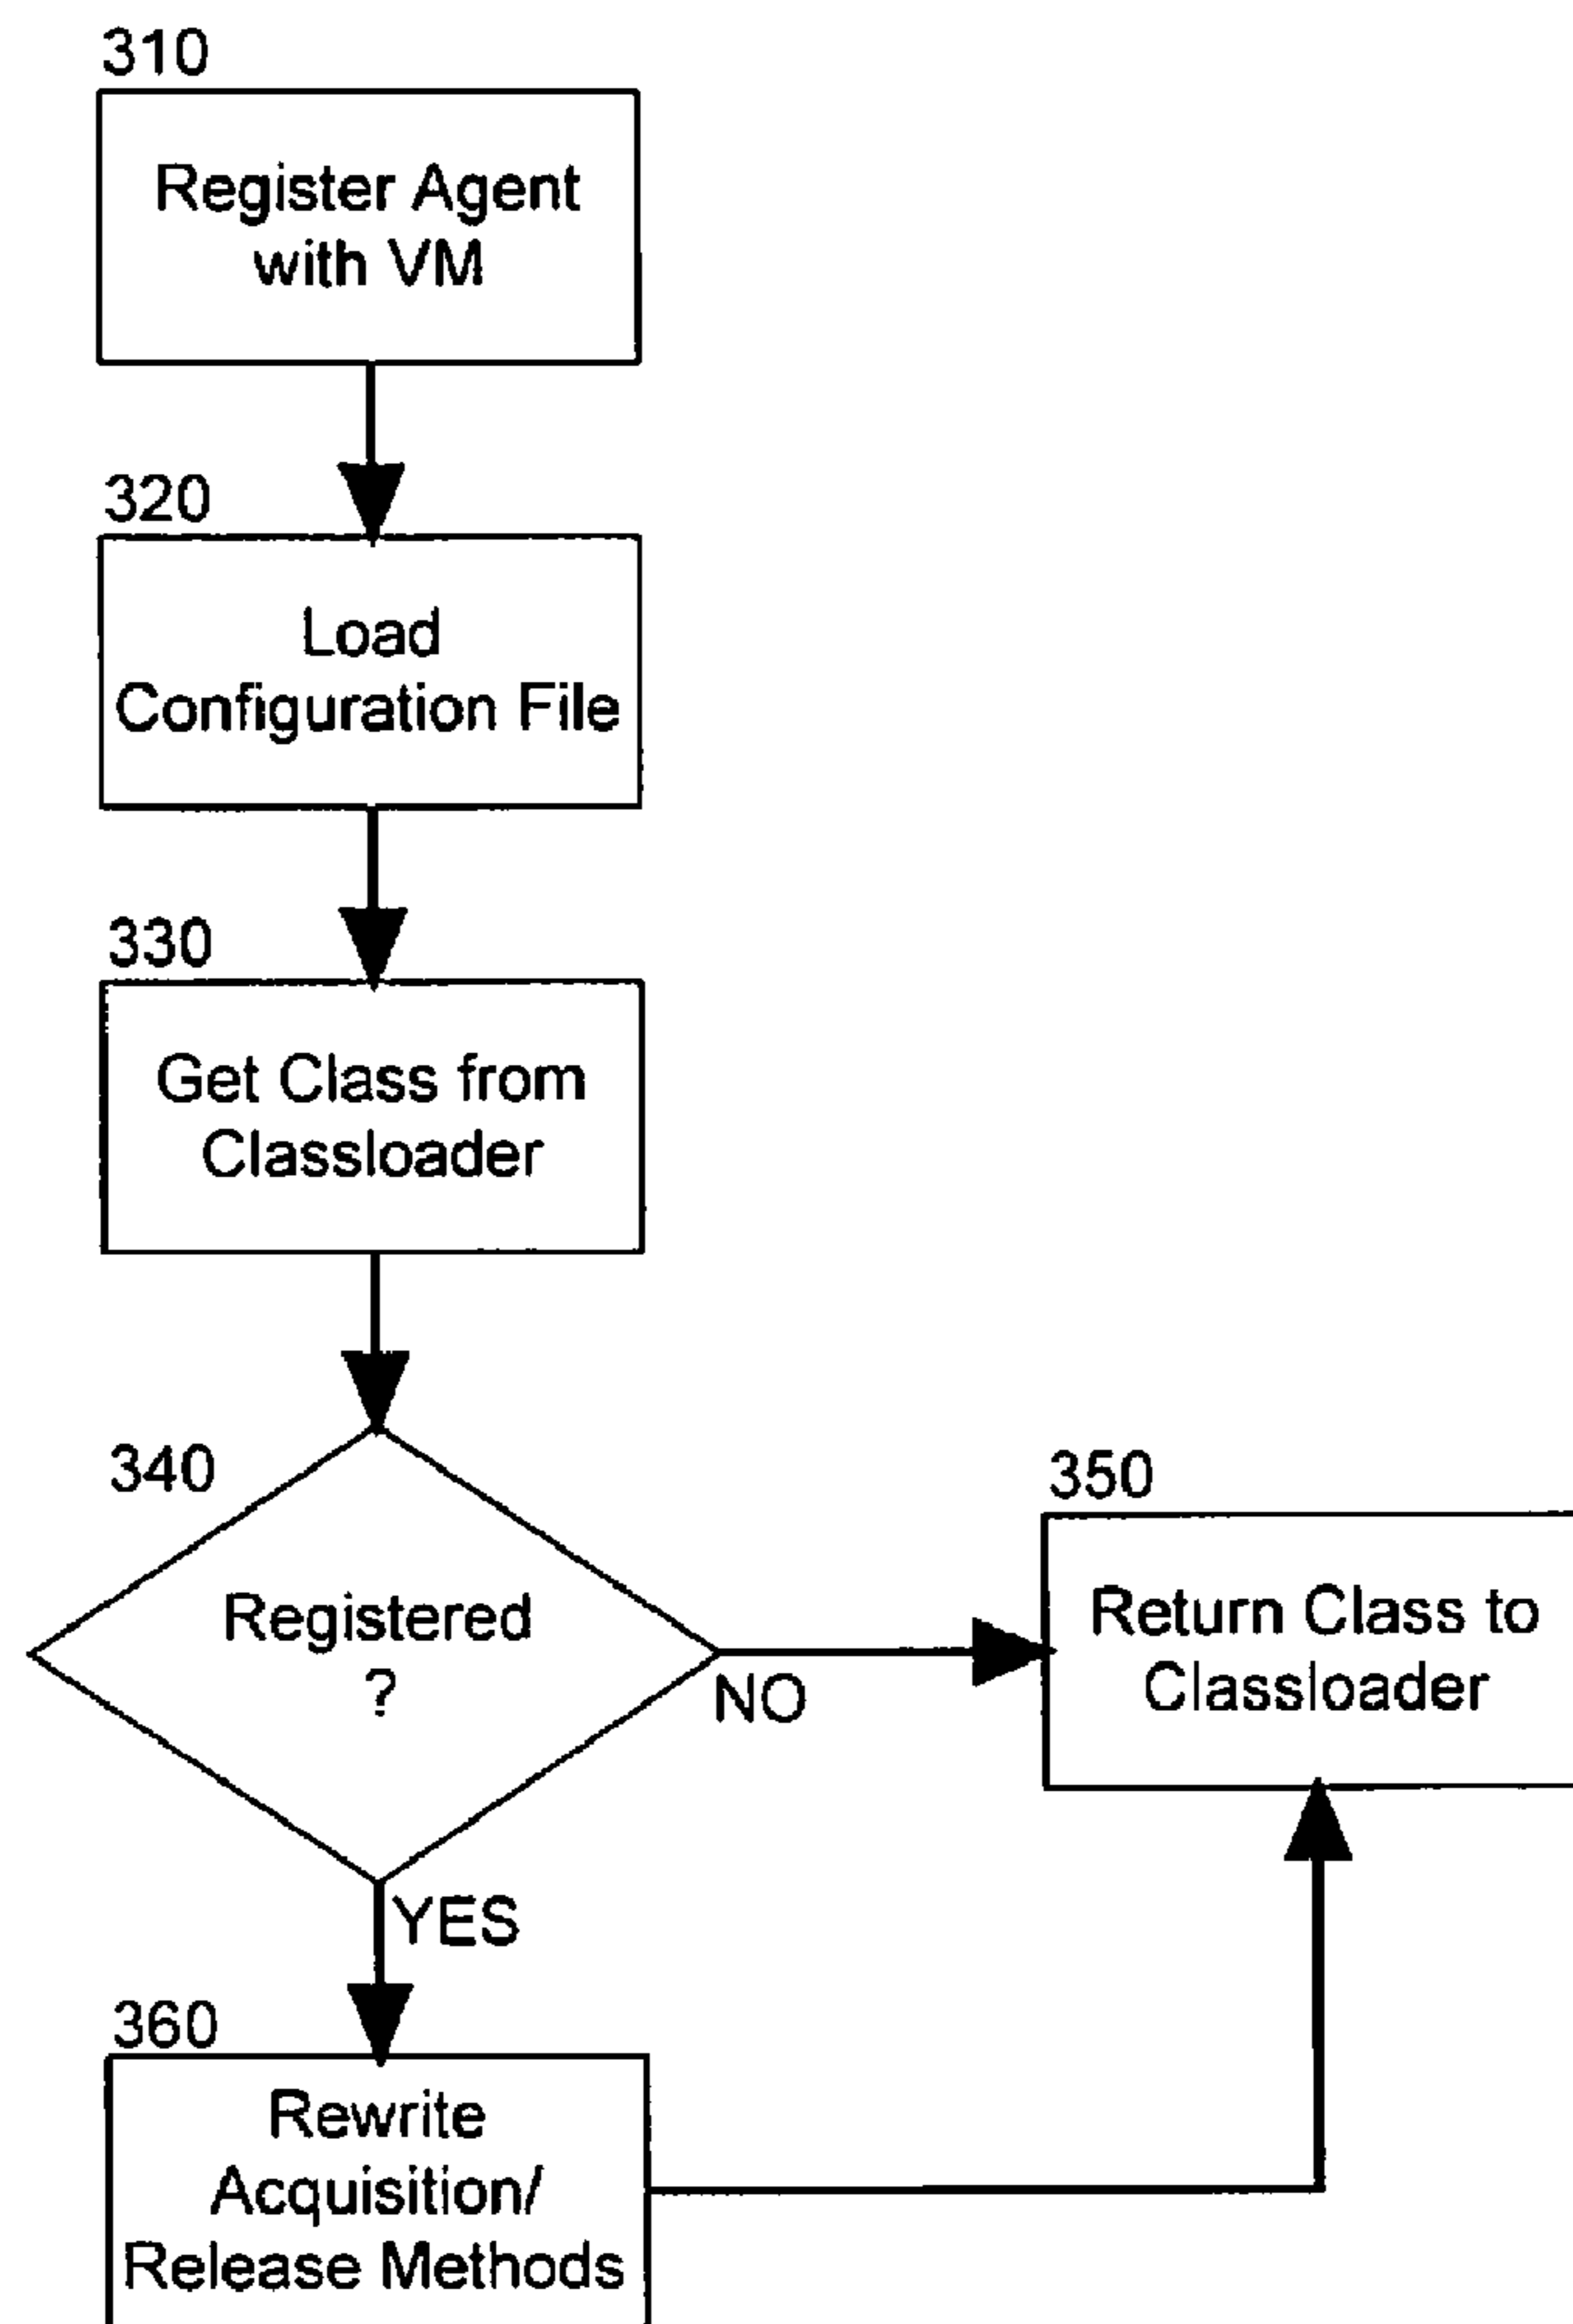 310
Register Agent
with VM
320
Load
Configuration File
330
Get Class from
Classloader
340
Registered
?
NO
YES
350
Return Class to
Classloader
360
Rewrite
Acquisition/
Release Methods